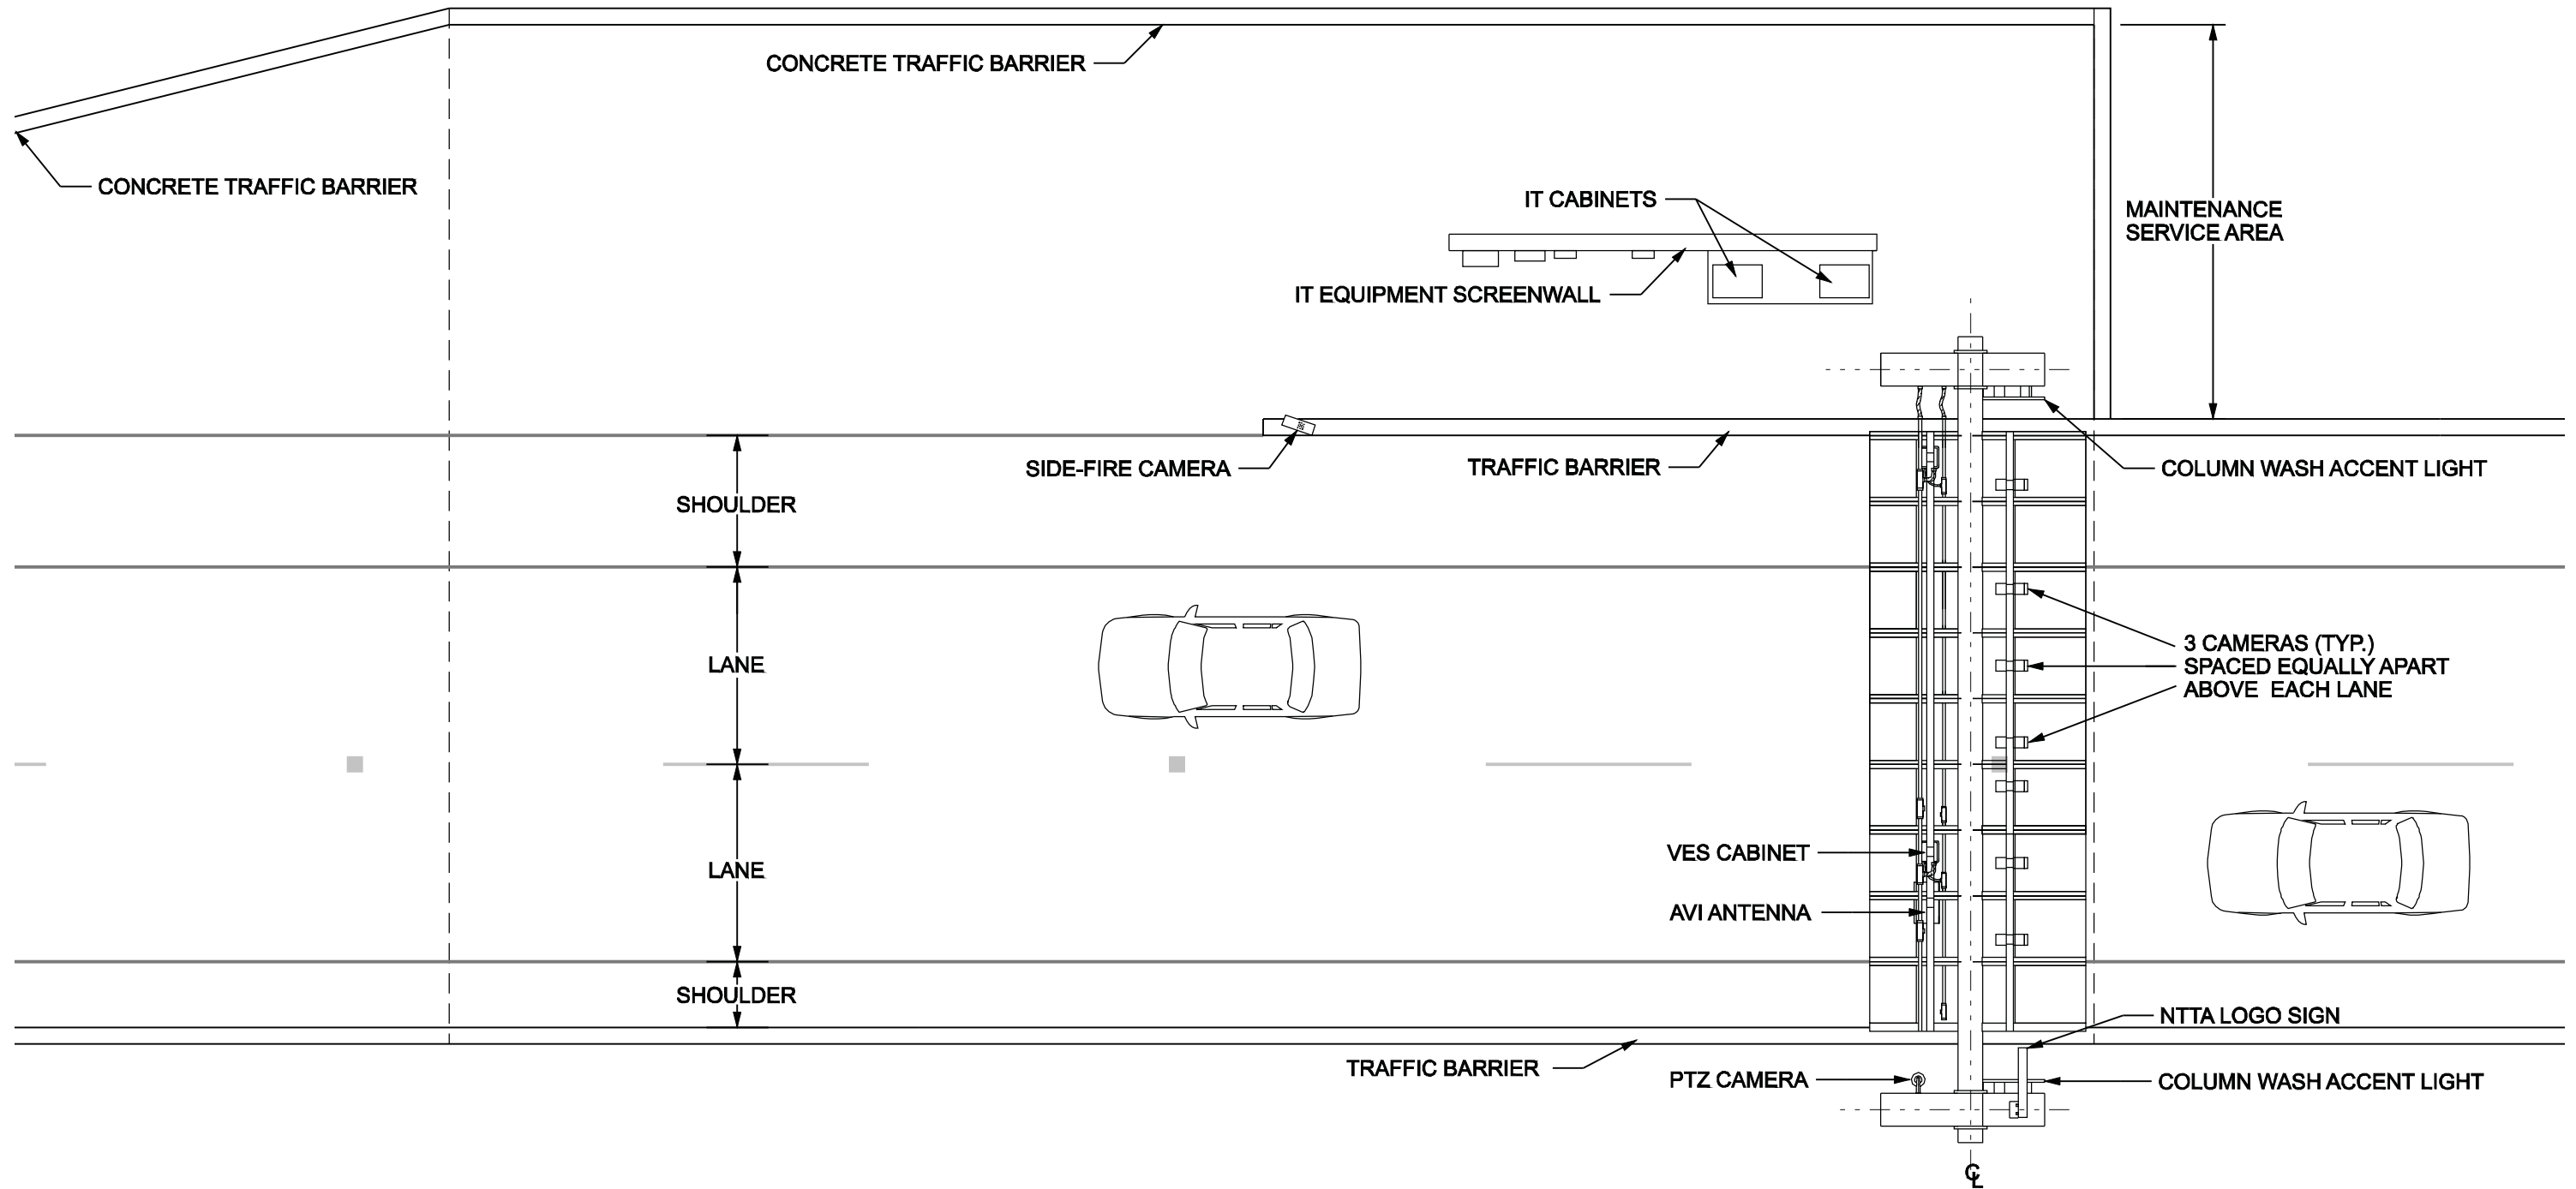 CONCRETE TRAFFIC BARRIER
CONCRETE TRAFFIC BARRIER
IT CABINETS
MAINTENANCE
SERVICE AREA
IT EQUIPMENT SCREENWALL
SIDE-FIRE CAMERA
TRAFFIC BARRIER
COLUMN WASH ACCENT LIGHT
SHOULDER
3 CAMERAS (TYP.)
SPACED EQUALLY APART
ABOVE EACH LANE
LANE
VES CABINET
LANE
AVI ANTENNA
SHOULDER
NTTA LOGO SIGN
TRAFFIC BARRIER
PTZ CAMERA
COLUMN WASH ACCENT LIGHT
℄